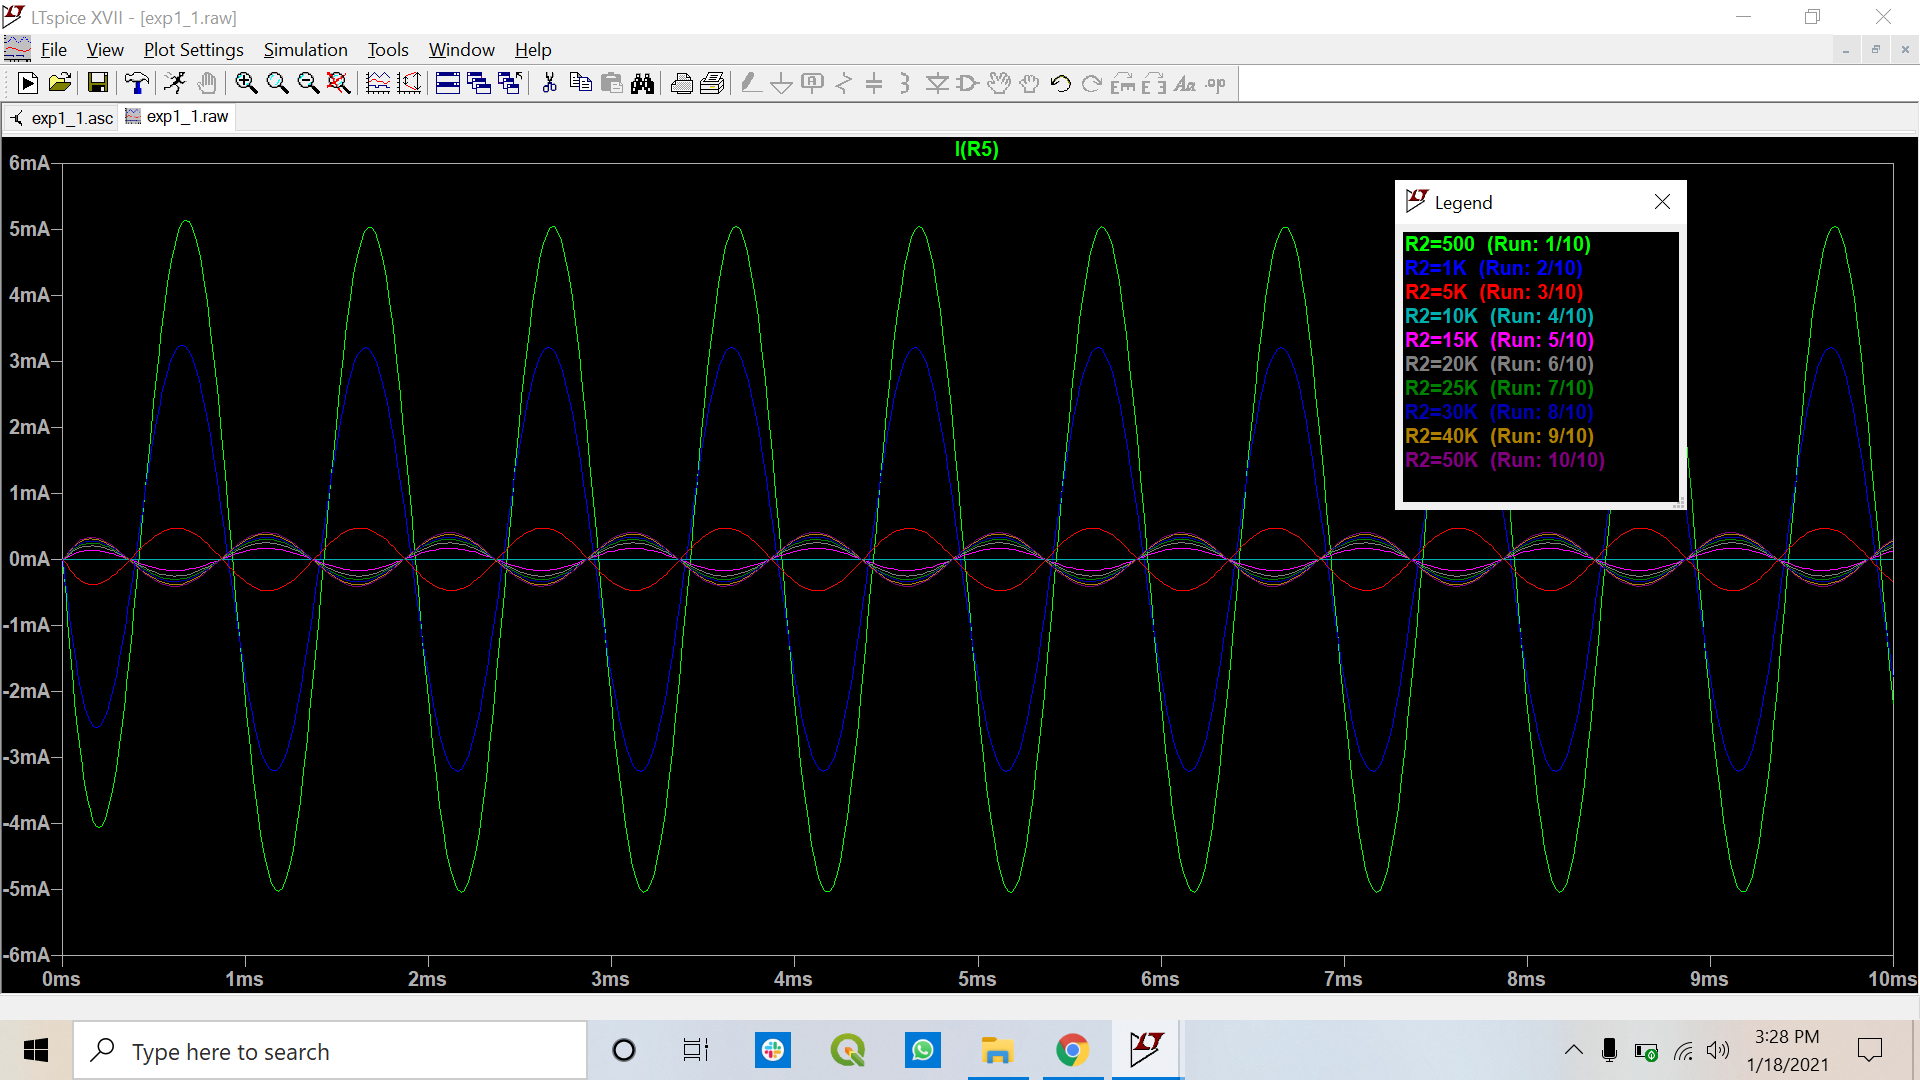 LTspice XVII - [exp1_1.raw]
File View Plot Settings Simulation Tools Window Help
exp1_1.asc exp1_1.raw
I(R5)
6mA
5mA
4mA
3mA
2mA
1mA
0mA
-1mA
-2mA
-3mA
-4mA
-5mA
-6mA
0ms 1ms 2ms 3ms 4ms 5ms 6ms 7ms 8ms 9ms 10ms
Legend
R2=500 (Run: 1/10)
R2=1K (Run: 2/10)
R2=5K (Run: 3/10)
R2=10K (Run: 4/10)
R2=15K (Run: 5/10)
R2=20K (Run: 6/10)
R2=25K (Run: 7/10)
R2=30K (Run: 8/10)
R2=40K (Run: 9/10)
R2=50K (Run: 10/10)
Type here to search
3:28 PM
1/18/2021